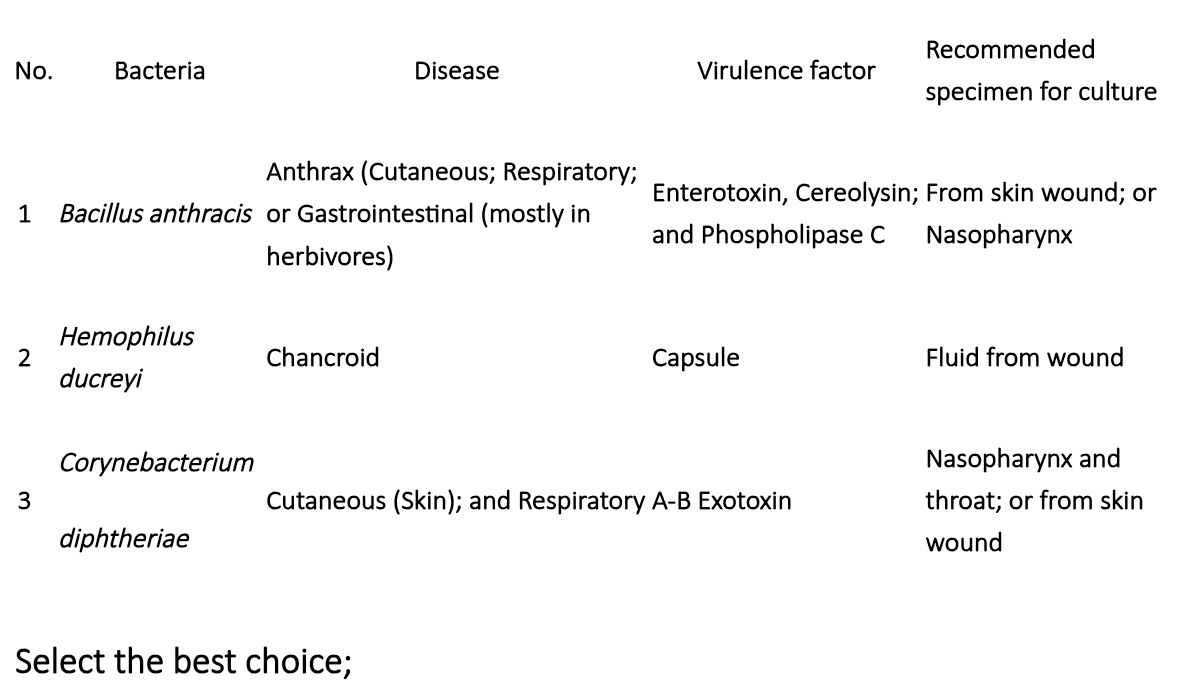 No. Bacteria Disease Virulence factor Recommended specimen for culture
1 Bacillus anthracis Anthrax (Cutaneous; Respiratory; or Gastrointestinal (mostly in herbivores) Enterotoxin, Cereolysin; and Phospholipase C From skin wound; or Nasopharynx
2 Hemophilus ducreyi Chancroid Capsule Fluid from wound
3 Corynebacterium diphtheriae Cutaneous (Skin); and Respiratory A-B Exotoxin Nasopharynx and throat; or from skin wound
Select the best choice;